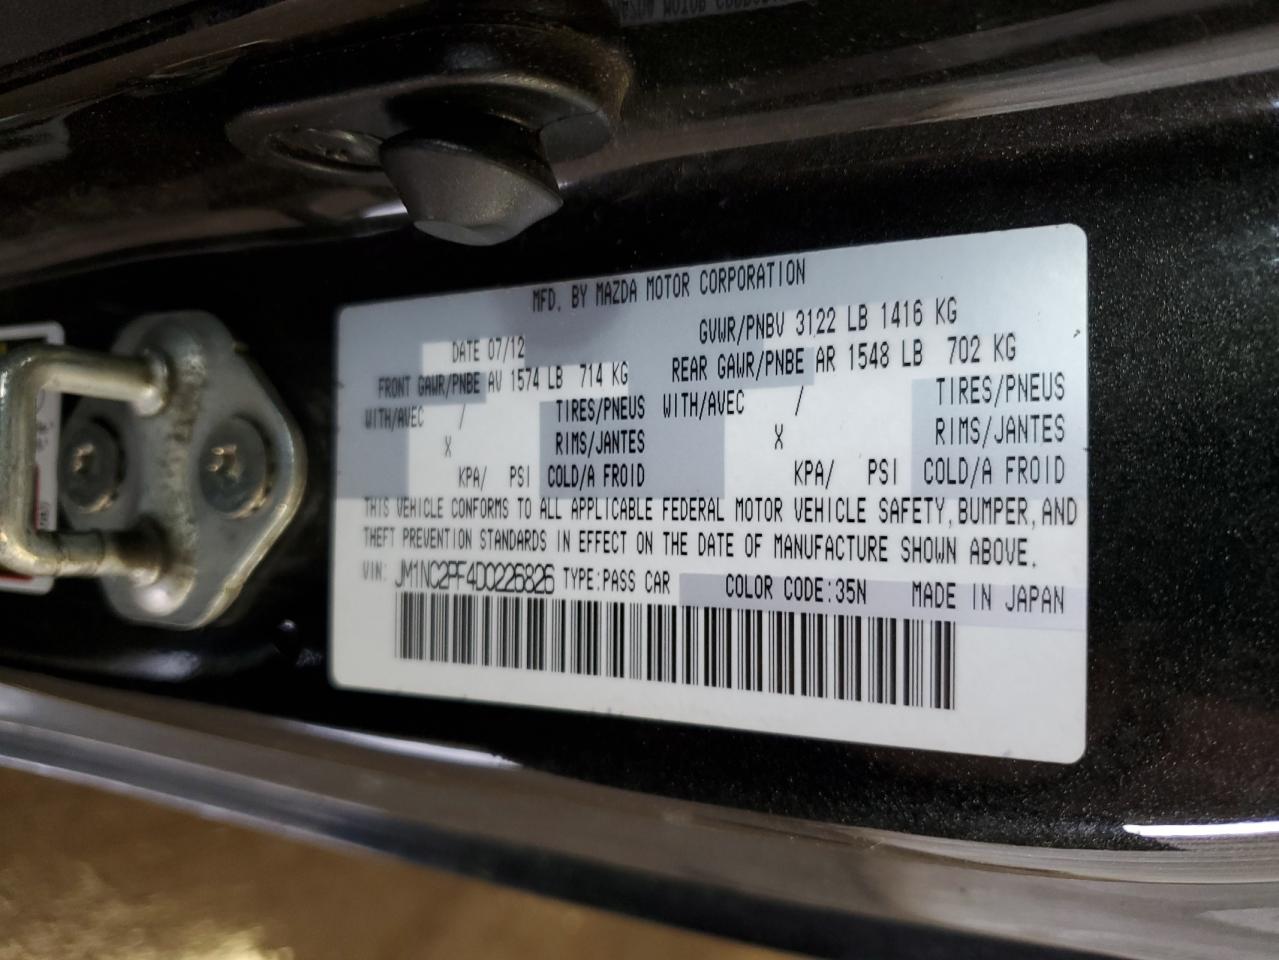 MFD. BY MAZDA MOTOR CORPORATION
DATE 07/12 GVWR/PNBV 3122 LB 1416 KG
FRONT GAWR/PNBE AV 1574 LB 714 KG REAR GAWR/PNBE AR 1548 LB 702 KG
WITH/AVEC / TIRES/PNEUS WITH/AVEC / TIRES/PNEUS
X RIMS/JANTES X RIMS/JANTES
KPA/ PSI COLD/A FROID KPA/ PSI COLD/A FROID
THIS VEHICLE CONFORMS TO ALL APPLICABLE FEDERAL MOTOR VEHICLE SAFETY, BUMPER, AND
THEFT PREVENTION STANDARDS IN EFFECT ON THE DATE OF MANUFACTURE SHOWN ABOVE.
VIN: JM1NC2PF4D0226826 TYPE:PASS CAR COLOR CODE:35N MADE IN JAPAN